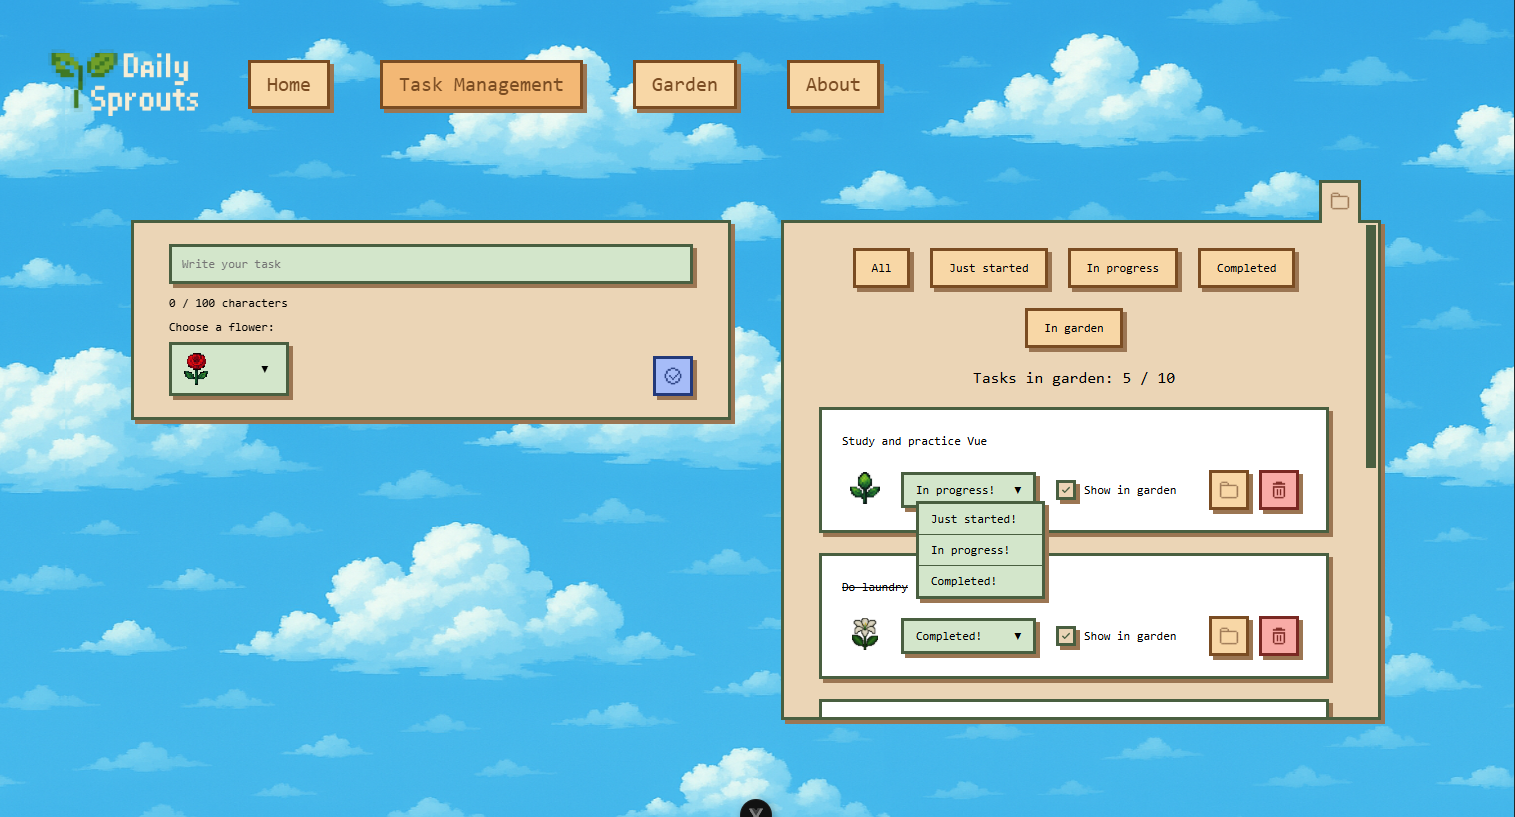 Daily
Sprouts
Home
Task Management
Garden
About
Write your task
0 / 100 characters
Choose a flower:
▼
All
Just started
In progress
Completed
In garden
Tasks in garden: 5 / 10
Study and practice Vue
In progress! ▼
Show in garden
Just started!
In progress!
Completed!
Do laundry
Completed! ▼
Show in garden